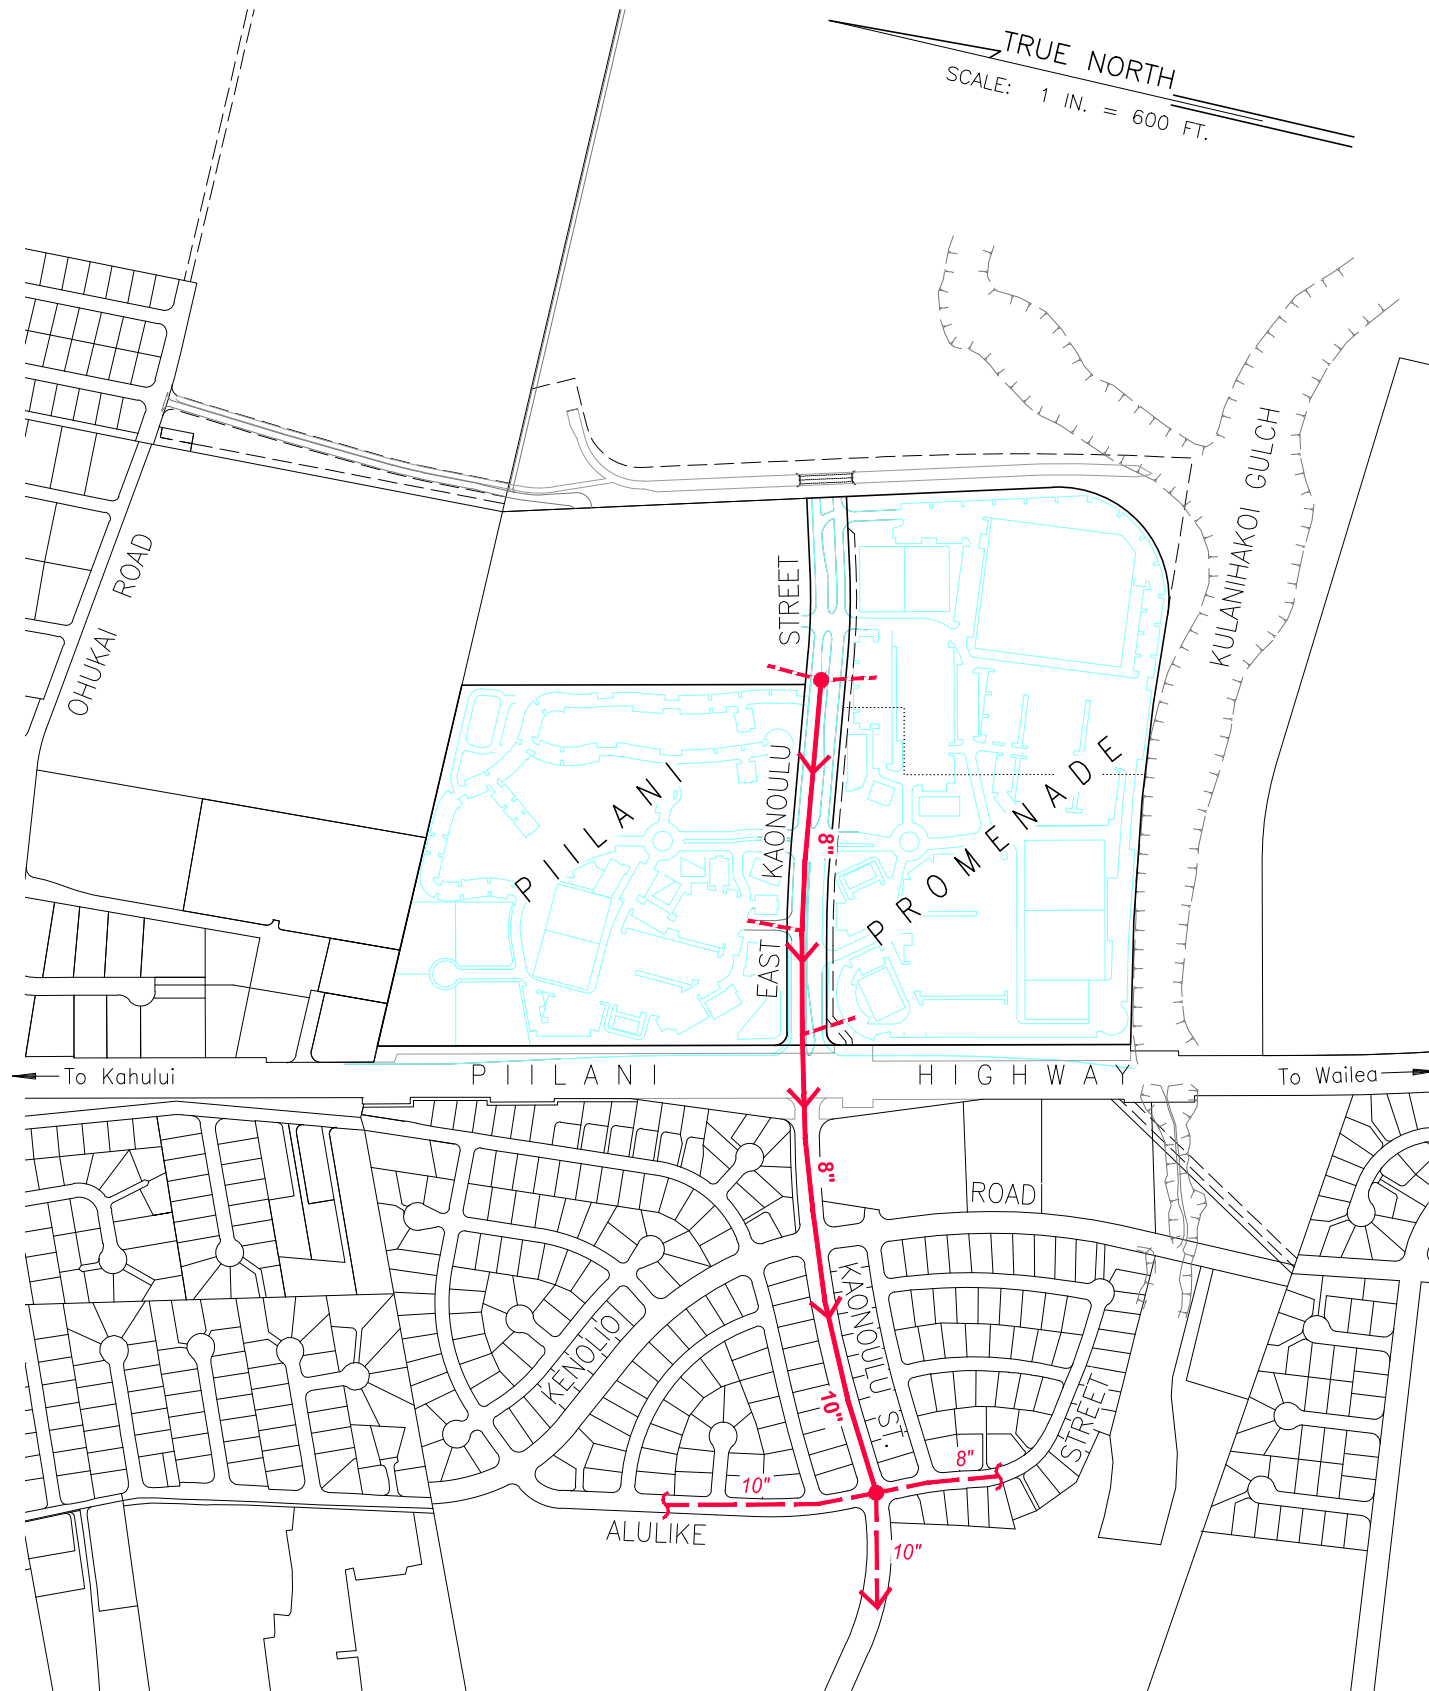 TRUE NORTH
SCALE: 1 IN. = 600 FT.
KULANIHAKOI GULCH
OHUKAI ROAD
EAST KAONOULU STREET
PIILANI PROMENADE
8"
To Kahului
PIILANI HIGHWAY
To Wailea
8"
ROAD
KENOLIO
KAONOULU ST.
10"
STREET
8"
10"
ALULIKE
10"